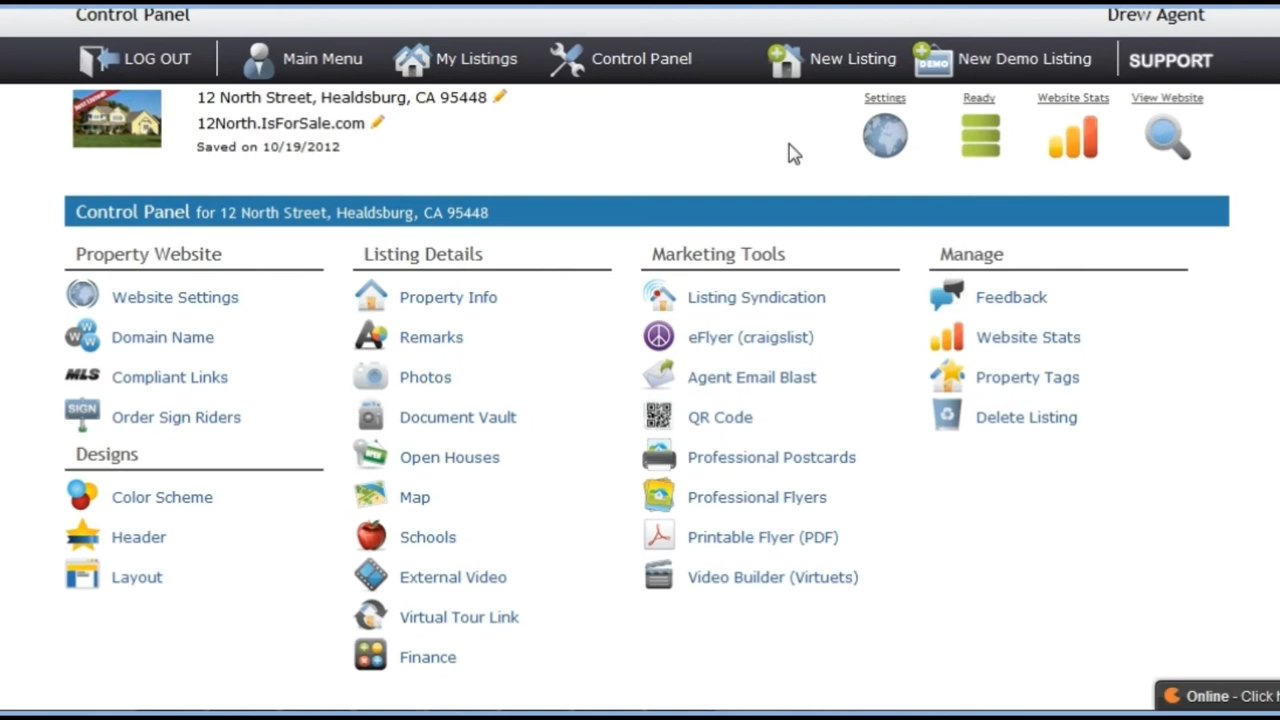 Control Panel
Drew Agent
LOG OUT
Main Menu
My Listings
Control Panel
New Listing
DEMO
New Demo Listing
SUPPORT
12 North Street, Healdsburg, CA 95448
12North.IsForSale.com
Saved on 10/19/2012
Settings
Ready
Website Stats
View Website
Control Panel for 12 North Street, Healdsburg, CA 95448
Property Website
Website Settings
W W W
Domain Name
MLS
Compliant Links
SIGN
Order Sign Riders
Designs
Color Scheme
Header
Layout
Listing Details
Property Info
Remarks
Photos
Document Vault
Open Houses
Map
Schools
External Video
Virtual Tour Link
Finance
Marketing Tools
Listing Syndication
eFlyer (craigslist)
Agent Email Blast
QR Code
Professional Postcards
Professional Flyers
Printable Flyer (PDF)
Video Builder (Virtuets)
Manage
Feedback
Website Stats
Property Tags
Delete Listing
Online - Click